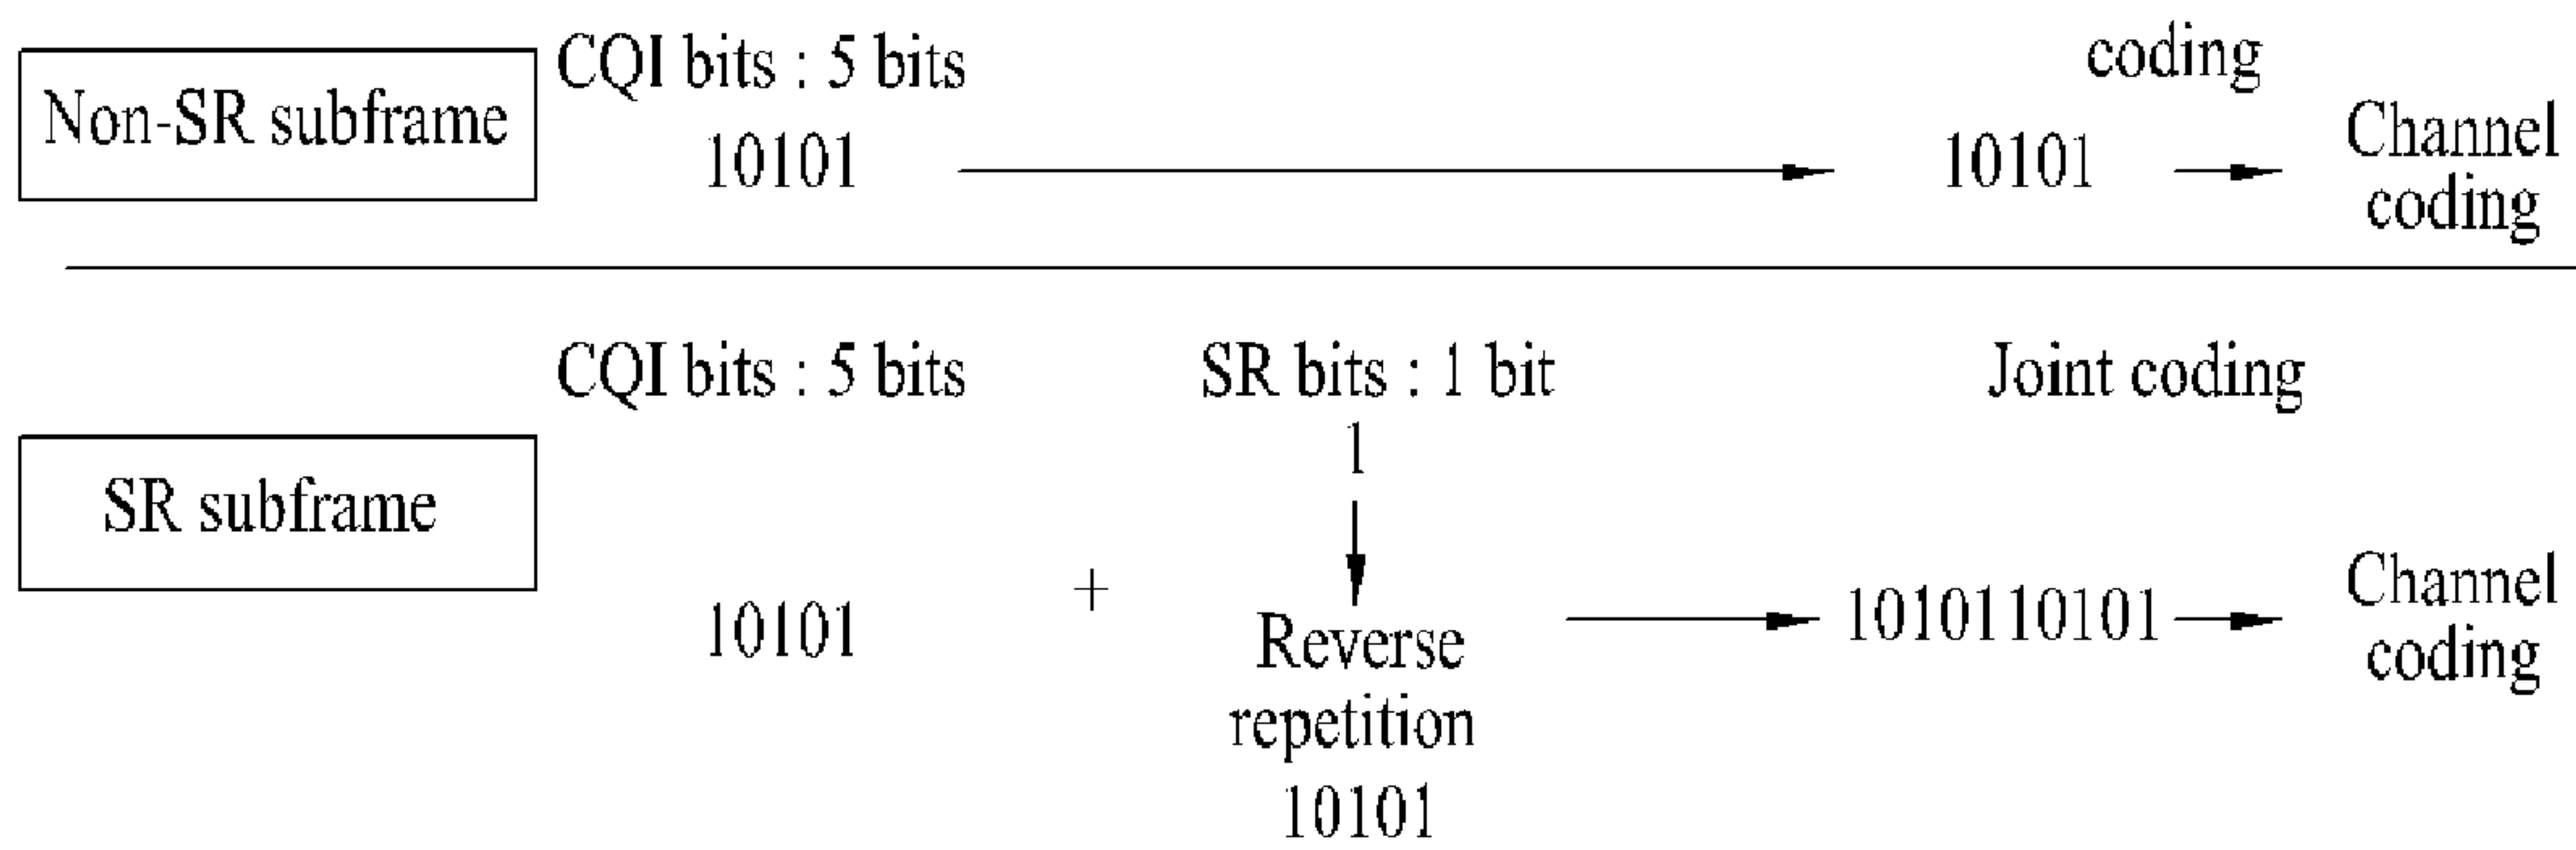 Non-SR subframe
CQI bits : 5 bits
10101
coding
10101
Channel
coding
SR subframe
CQI bits : 5 bits
10101
+
SR bits : 1 bit
1
Reverse
repetition
10101
Joint coding
1010110101
Channel
coding